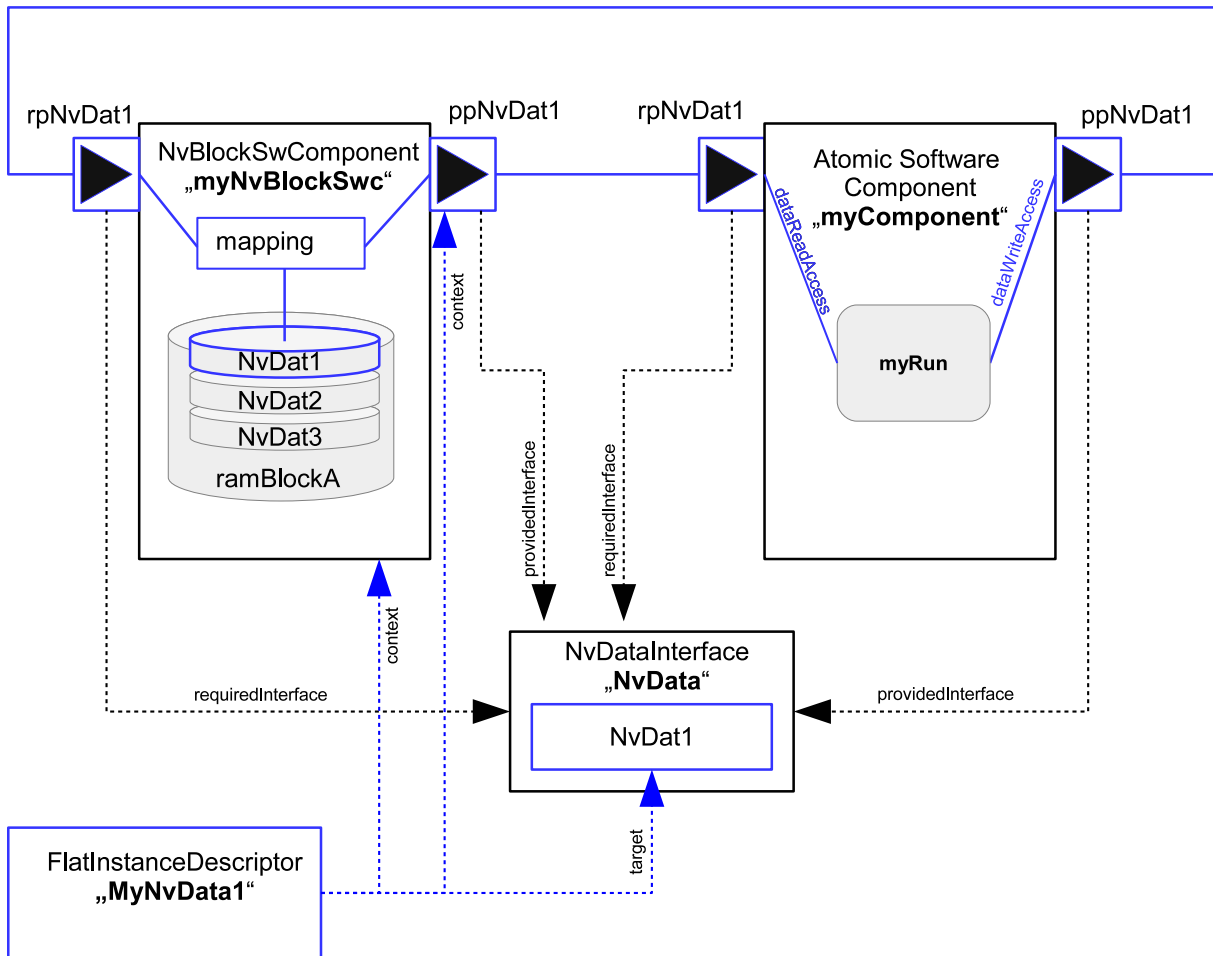 rpNvDat1
ppNvDat1
rpNvDat1
ppNvDat1
NvBlockSwComponent
„myNvBlockSwc“
mapping
NvDat1
NvDat2
NvDat3
ramBlockA
Atomic Software
Component
„myComponent“
dataReadAccess
dataWriteAccess
myRun
context
providedInterface
requiredInterface
context
requiredInterface
providedInterface
NvDataInterface
„NvData“
NvDat1
target
FlatInstanceDescriptor
„MyNvData1“